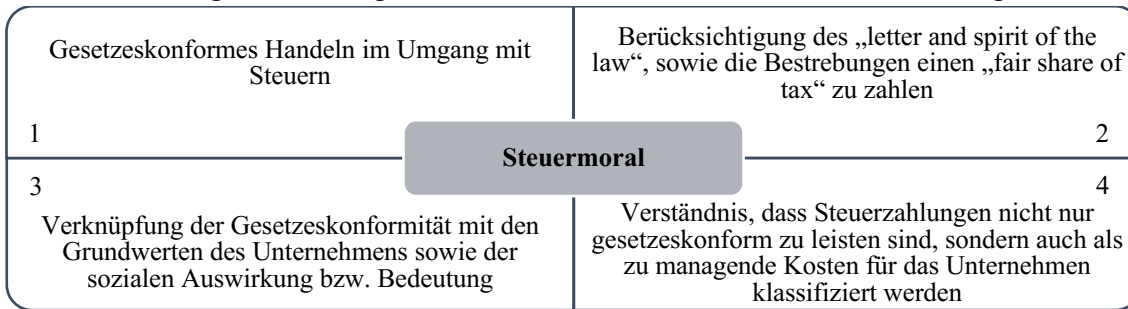 Gesetzeskonformes Handeln im Umgang mit
Steuern
1
Berücksichtigung des „letter and spirit of the
law“, sowie die Bestrebungen einen „fair share of
tax“ zu zahlen
2
Steuermoral
3
Verknüpfung der Gesetzeskonformität mit den
Grundwerten des Unternehmens sowie der
sozialen Auswirkung bzw. Bedeutung
4
Verständnis, dass Steuerzahlungen nicht nur
gesetzeskonform zu leisten sind, sondern auch als
zu managende Kosten für das Unternehmen
klassifiziert werden